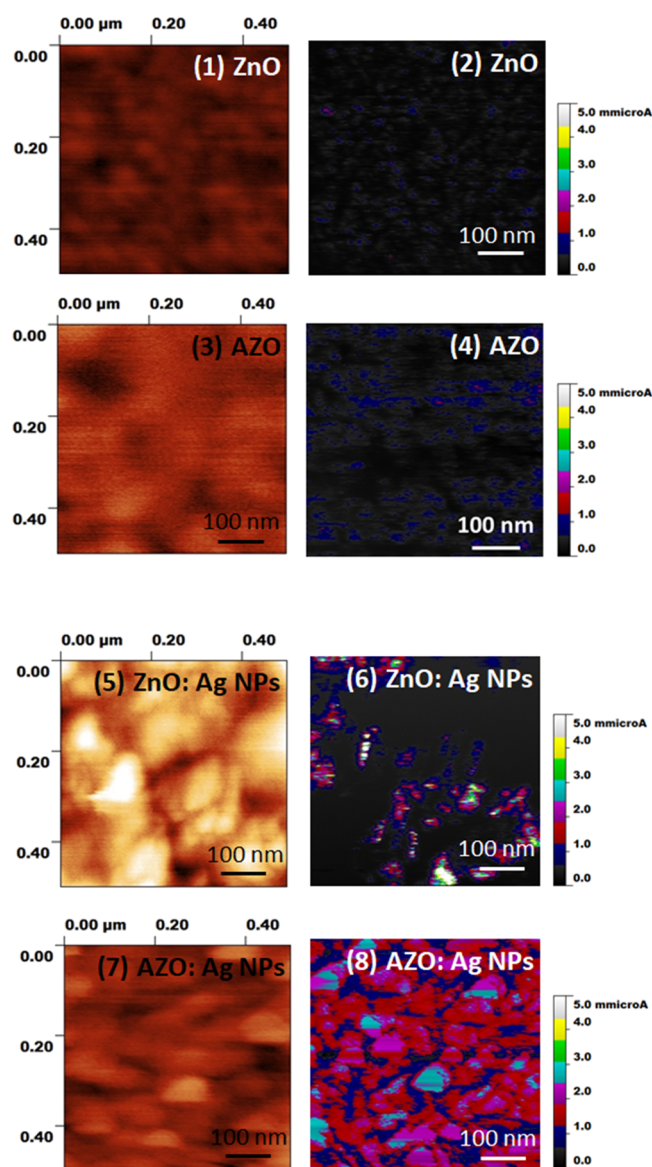 0.00 µm 0.20 0.40
0.00
0.20
0.40
(1) ZnO
(2) ZnO
100 nm
5.0 mmicroA
4.0
3.0
2.0
1.0
0.0
0.00 µm 0.20 0.40
0.00
0.20
0.40
(3) AZO
100 nm
(4) AZO
100 nm
5.0 mmicroA
4.0
3.0
2.0
1.0
0.0
0.00 µm 0.20 0.40
0.00
0.20
0.40
(5) ZnO: Ag NPs
100 nm
(6) ZnO: Ag NPs
100 nm
5.0 mmicroA
4.0
3.0
2.0
1.0
0.0
0.00 µm 0.20 0.40
0.00
0.20
0.40
(7) AZO: Ag NPs
100 nm
(8) AZO: Ag NPs
100 nm
5.0 mmicroA
4.0
3.0
2.0
1.0
0.0